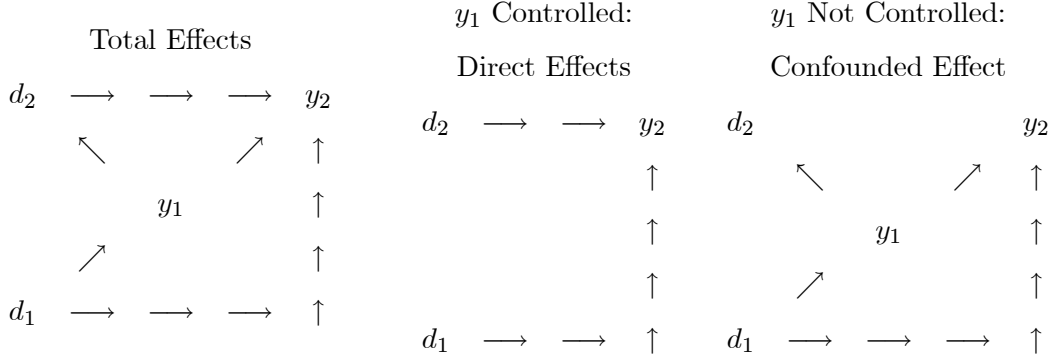 Total Effects
d₂ ⟶ ⟶ ⟶ y₂
↖ ↗ ↑
y₁ ↑
↗ ↑
d₁ ⟶ ⟶ ⟶ ↑
y₁ Controlled:
Direct Effects
d₂ ⟶ ⟶ y₂
↑
↑
↑
d₁ ⟶ ⟶ ↑
y₁ Not Controlled:
Confounded Effect
d₂ y₂
↖ ↗ ↑
y₁ ↑
↗ ↑
d₁ ⟶ ⟶ ⟶ ↑